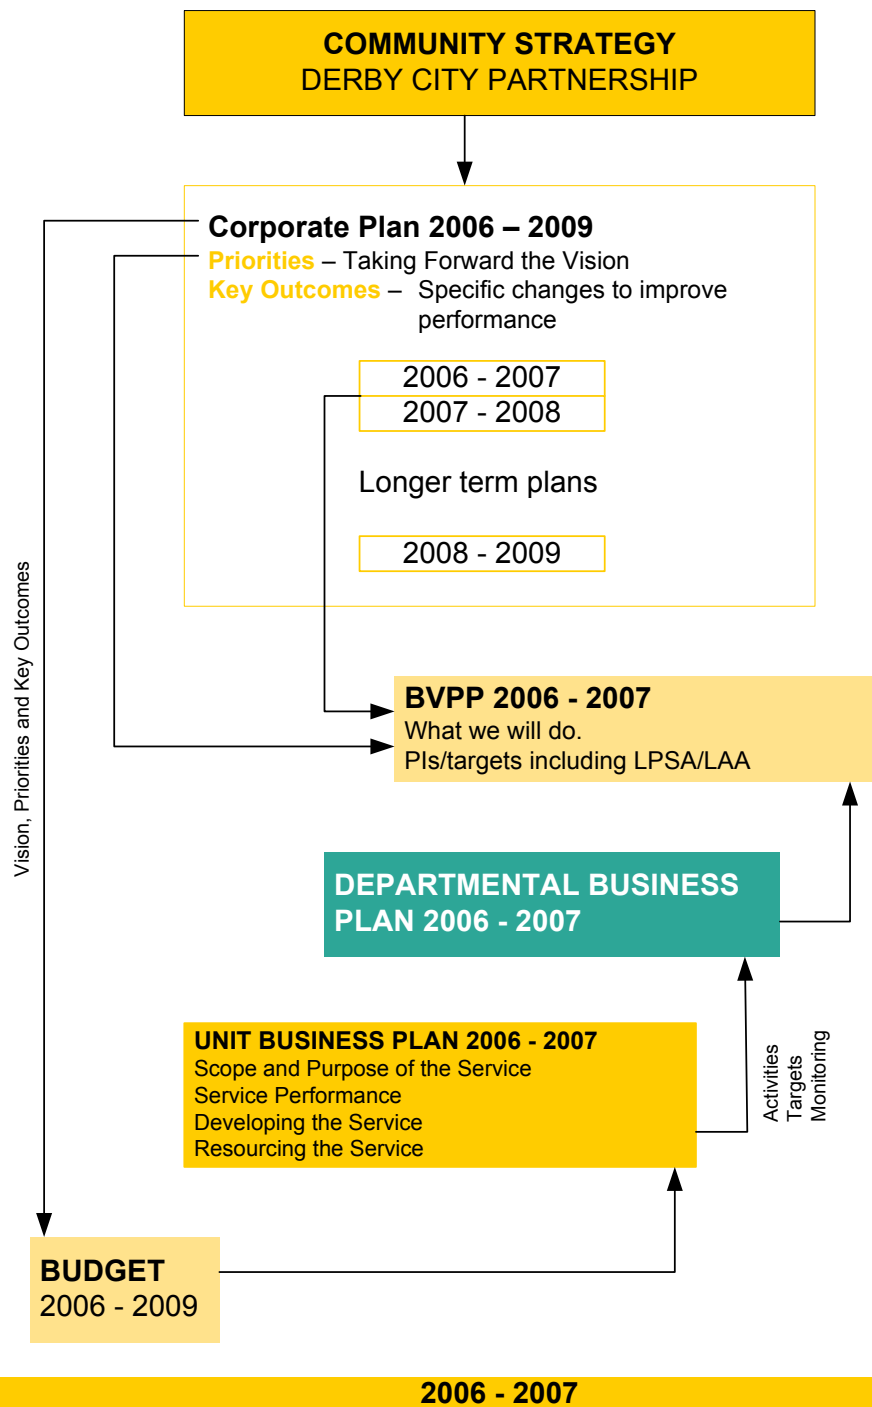 COMMUNITY STRATEGY
DERBY CITY PARTNERSHIP
Corporate Plan 2006 – 2009
Priorities – Taking Forward the Vision
Key Outcomes – Specific changes to improve
performance
2006 - 2007
2007 - 2008
Longer term plans
2008 - 2009
Vision, Priorities and Key Outcomes
BVPP 2006 - 2007
What we will do.
PIs/targets including LPSA/LAA
DEPARTMENTAL BUSINESS
PLAN 2006 - 2007
UNIT BUSINESS PLAN 2006 - 2007
Scope and Purpose of the Service
Service Performance
Developing the Service
Resourcing the Service
Activities
Targets
Monitoring
BUDGET
2006 - 2009
2006 - 2007